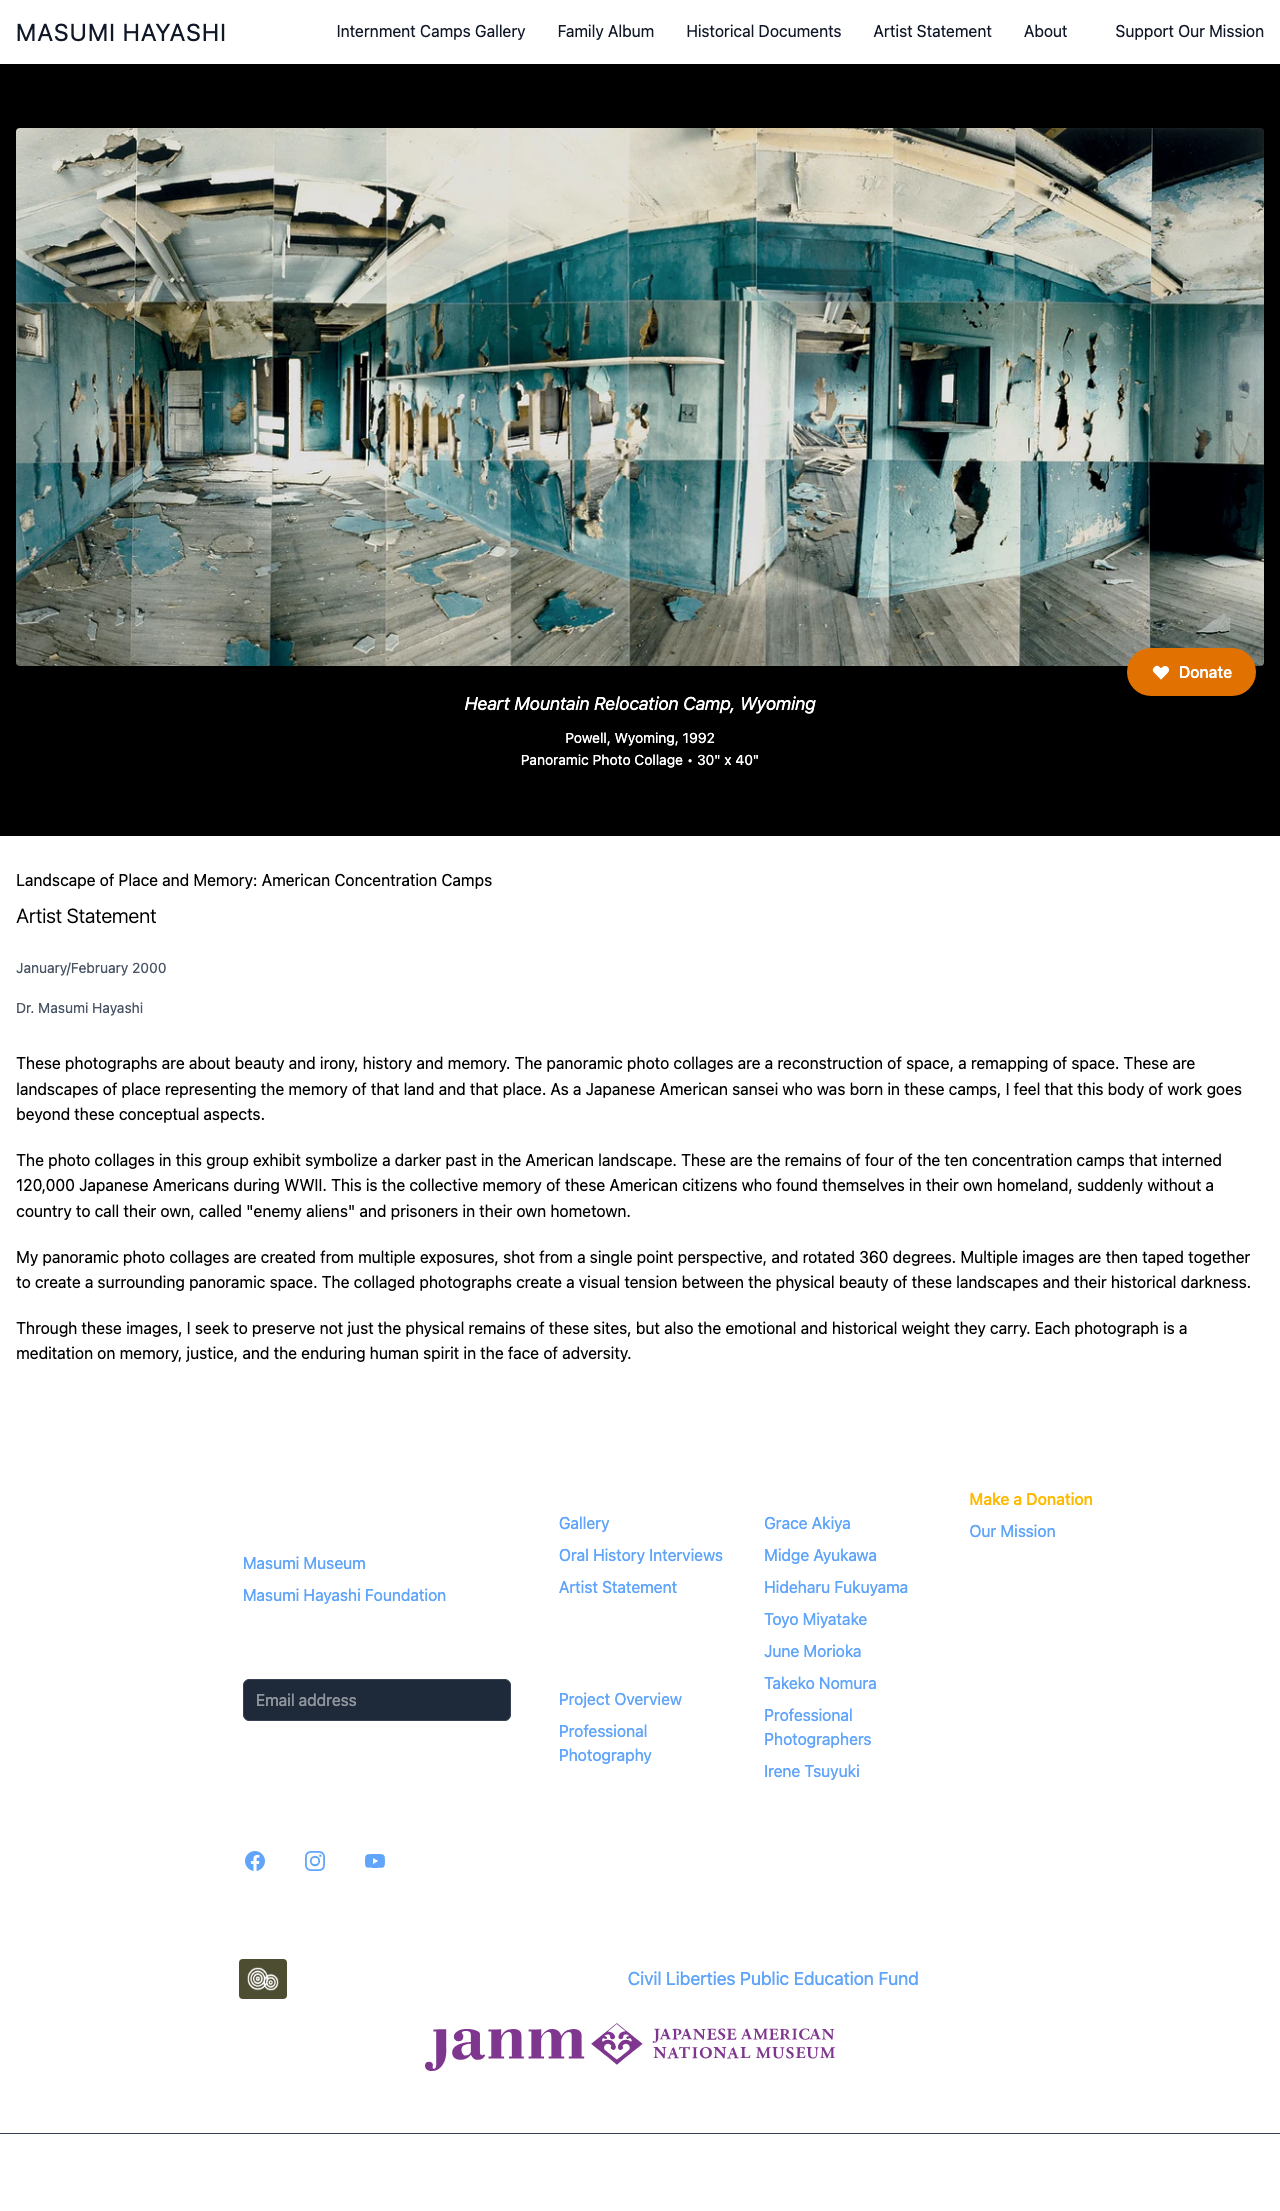 MASUMI HAYASHI
Internment Camps Gallery
Family Album
Historical Documents
Artist Statement
About
Support Our Mission
Donate
Heart Mountain Relocation Camp, Wyoming
Powell, Wyoming, 1992
Panoramic Photo Collage • 30" x 40"
Landscape of Place and Memory: American Concentration Camps
Artist Statement
January/February 2000
Dr. Masumi Hayashi
These photographs are about beauty and irony, history and memory. The panoramic photo collages are a reconstruction of space, a remapping of space. These are
landscapes of place representing the memory of that land and that place. As a Japanese American sansei who was born in these camps, I feel that this body of work goes
beyond these conceptual aspects.
The photo collages in this group exhibit symbolize a darker past in the American landscape. These are the remains of four of the ten concentration camps that interned
120,000 Japanese Americans during WWII. This is the collective memory of these American citizens who found themselves in their own homeland, suddenly without a
country to call their own, called "enemy aliens" and prisoners in their own hometown.
My panoramic photo collages are created from multiple exposures, shot from a single point perspective, and rotated 360 degrees. Multiple images are then taped together
to create a surrounding panoramic space. The collaged photographs create a visual tension between the physical beauty of these landscapes and their historical darkness.
Through these images, I seek to preserve not just the physical remains of these sites, but also the emotional and historical weight they carry. Each photograph is a
meditation on memory, justice, and the enduring human spirit in the face of adversity.
Masumi Museum
Masumi Hayashi Foundation
Email address
Gallery
Oral History Interviews
Artist Statement
Project Overview
Professional
Photography
Grace Akiya
Midge Ayukawa
Hideharu Fukuyama
Toyo Miyatake
June Morioka
Takeko Nomura
Professional
Photographers
Irene Tsuyuki
Make a Donation
Our Mission
Civil Liberties Public Education Fund
janm
JAPANESE AMERICAN
NATIONAL MUSEUM